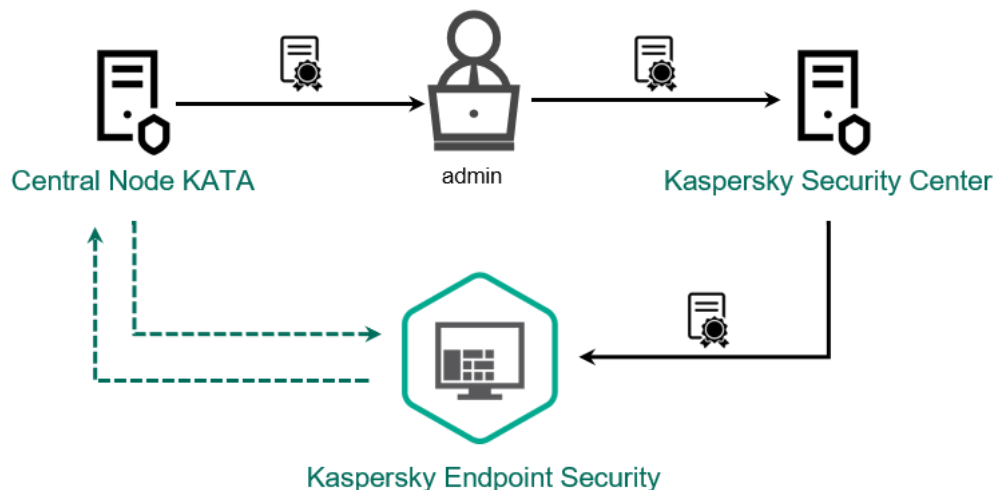 admin
Central Node KATA
Kaspersky Security Center
Kaspersky Endpoint Security